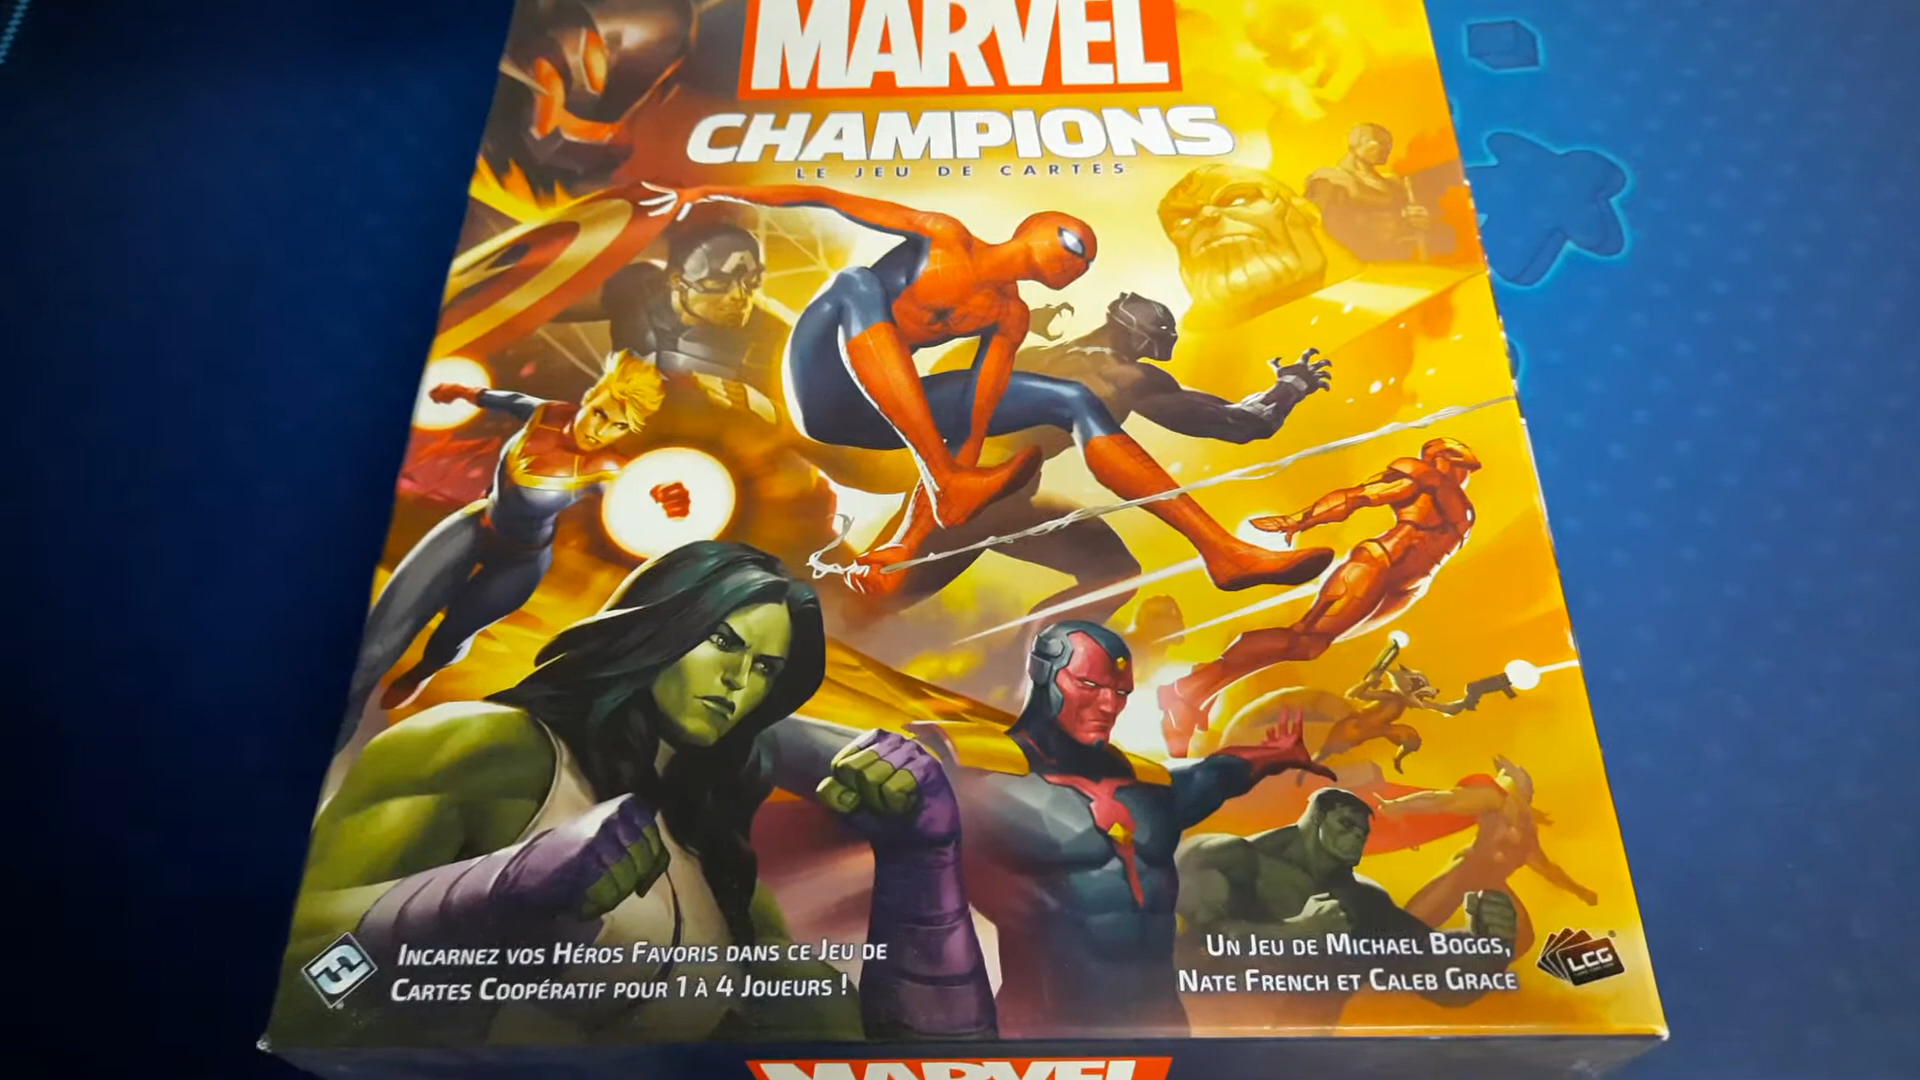 MARVEL
CHAMPIONS
LE JEU DE CARTES
INCARNEZ VOS HÉROS FAVORIS DANS CE JEU DE
CARTES COOPÉRATIF POUR 1 À 4 JOUEURS !
UN JEU DE MICHAEL BOGGS,
NATE FRENCH ET CALEB GRACE
LCG
MARVEL